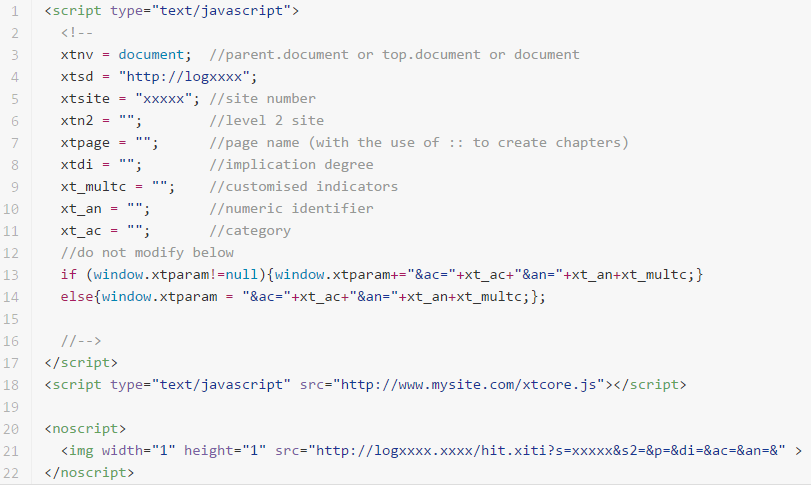 1 <script type="text/javascript">
2 <!--
3 xtnv = document; //parent.document or top.document or document
4 xtsd = "http://logxxxx";
5 xtsite = "xxxxx"; //site number
6 xtn2 = ""; //level 2 site
7 xtpage = ""; //page name (with the use of :: to create chapters)
8 xtdi = ""; //implication degree
9 xt_multc = ""; //customised indicators
10 xt_an = ""; //numeric identifier
11 xt_ac = ""; //category
12 //do not modify below
13 if (window.xtparam!=null){window.xtparam+="&ac="+xt_ac+"&an="+xt_an+xt_multc;}
14 else{window.xtparam = "&ac="+xt_ac+"&an="+xt_an+xt_multc;};
15
16 //-->
17 </script>
18 <script type="text/javascript" src="http://www.mysite.com/xtcore.js"></script>
19
20 <noscript>
21 <img width="1" height="1" src="http://logxxxx.xxxx/hit.xiti?s=xxxxx&s2=&p=&di=&ac=&an=&" >
22 </noscript>